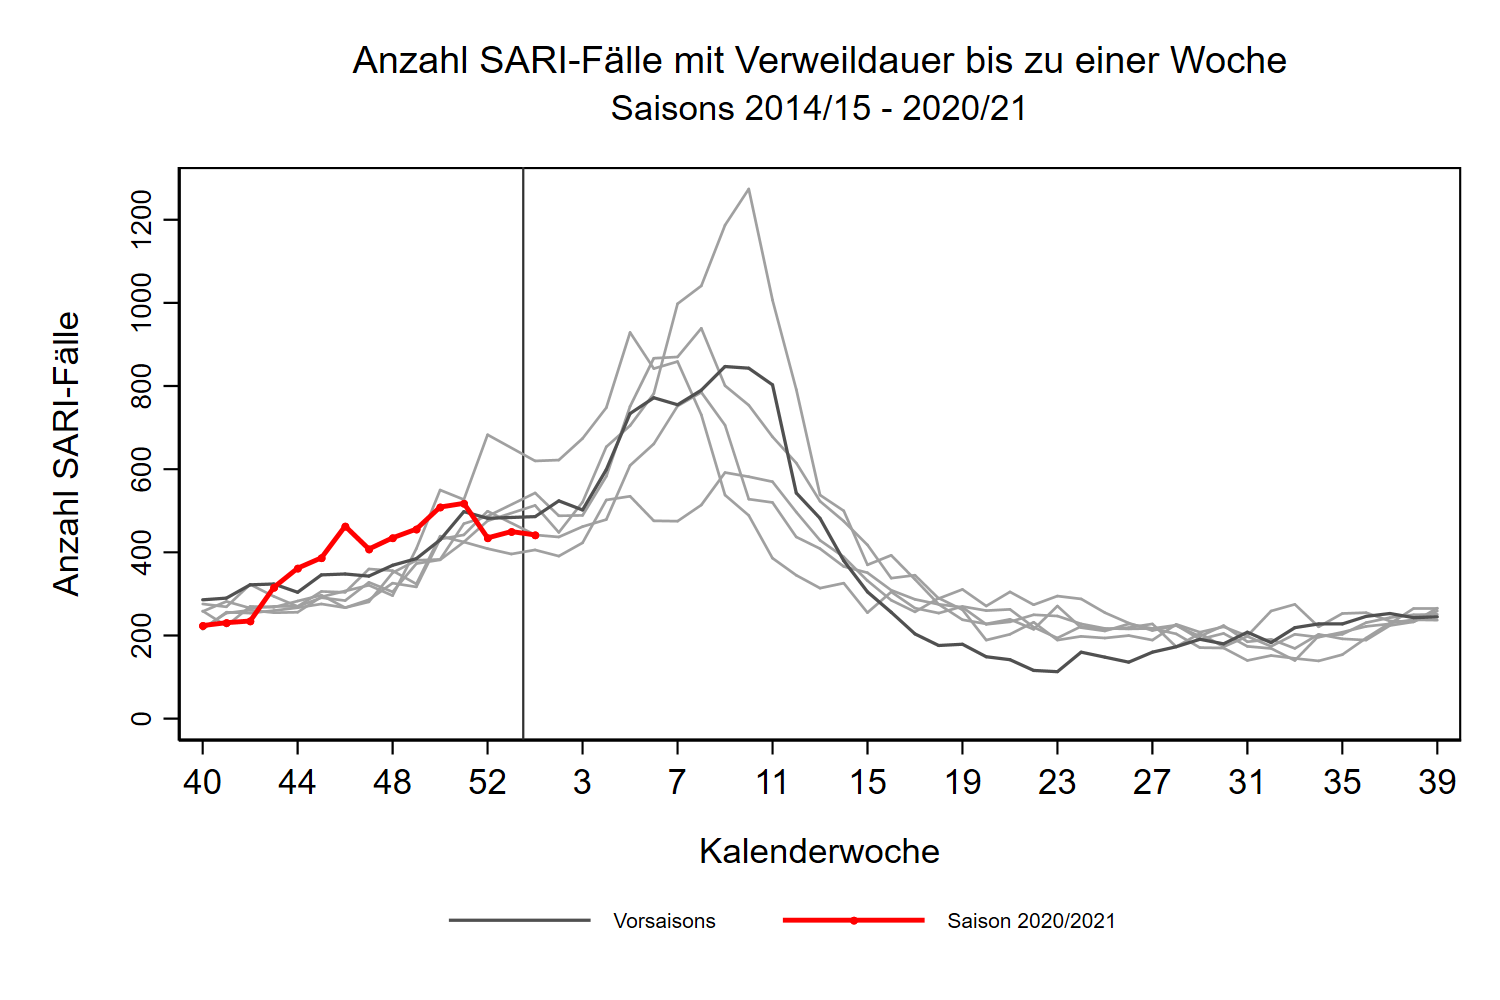 Anzahl SARI-Fälle mit Verweildauer bis zu einer Woche
Saisons 2014/15 - 2020/21
Anzahl SARI-Fälle
1200
1000
800
600
400
200
0
40 44 48 52 3 7 11 15 19 23 27 31 35 39
Kalenderwoche
Vorsaisons Saison 2020/2021